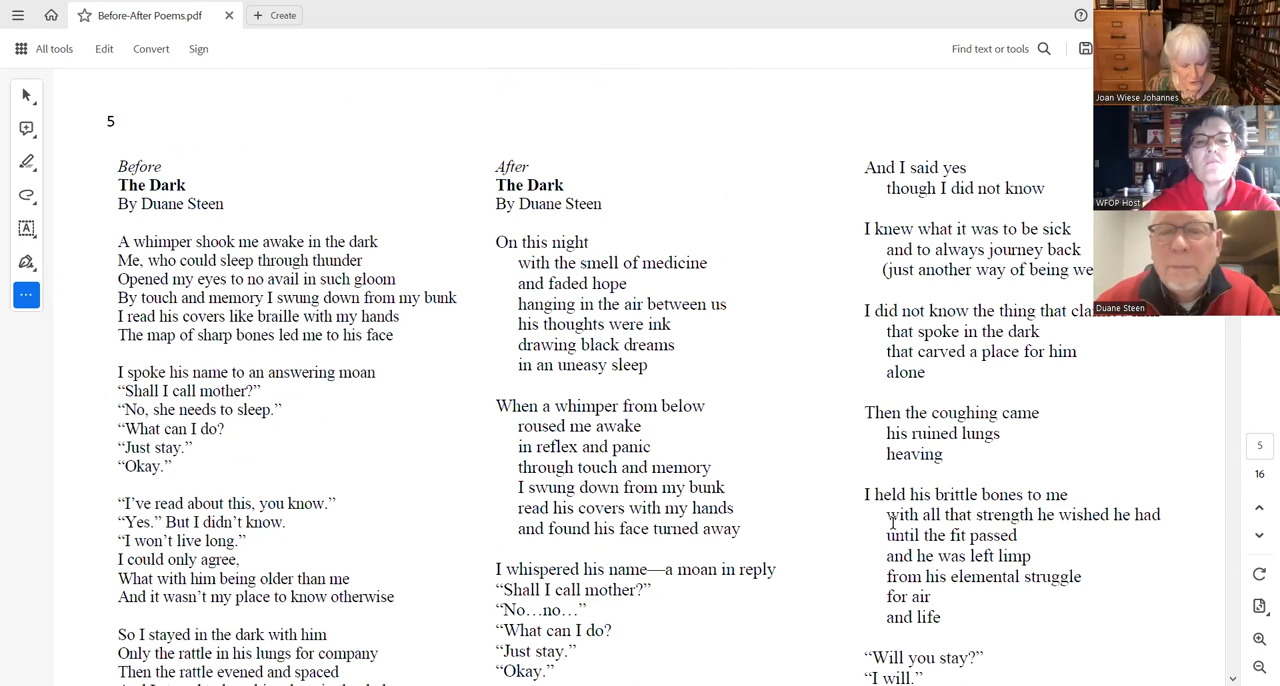 Before-After Poems.pdf
Create
All tools
Edit
Convert
Sign
Find text or tools
5
Before
The Dark
By Duane Steen
A whimper shook me awake in the dark
Me, who could sleep through thunder
Opened my eyes to no avail in such gloom
By touch and memory I swung down from my bunk
I read his covers like braille with my hands
The map of sharp bones led me to his face
I spoke his name to an answering moan
“Shall I call mother?”
“No, she needs to sleep.”
“What can I do?
“Just stay.”
“Okay.”
“I’ve read about this, you know.”
“Yes.” But I didn’t know.
“I won’t live long.”
I could only agree,
What with him being older than me
And it wasn’t my place to know otherwise
So I stayed in the dark with him
Only the rattle in his lungs for company
Then the rattle evened and spaced
After
The Dark
By Duane Steen
On this night
with the smell of medicine
and faded hope
hanging in the air between us
his thoughts were ink
drawing black dreams
in an uneasy sleep
When a whimper from below
roused me awake
in reflex and panic
through touch and memory
I swung down from my bunk
read his covers with my hands
and found his face turned away
I whispered his name—a moan in reply
“Shall I call mother?”
“No…no…”
“What can I do?
“Just stay.”
“Okay.”
And I said yes
though I did not know
I knew what it was to be sick
and to always journey back
(just another way of being we
I did not know the thing that
that spoke in the dark
that carved a place for him
alone
Then the coughing came
his ruined lungs
heaving
I held his brittle bones to me
with all that strength he wished he had
until the fit passed
and he was left limp
from his elemental struggle
for air
and life
“Will you stay?”
“I will.”
Joan Wiese Johannes
WFOP Host
Duane Steen
5
16